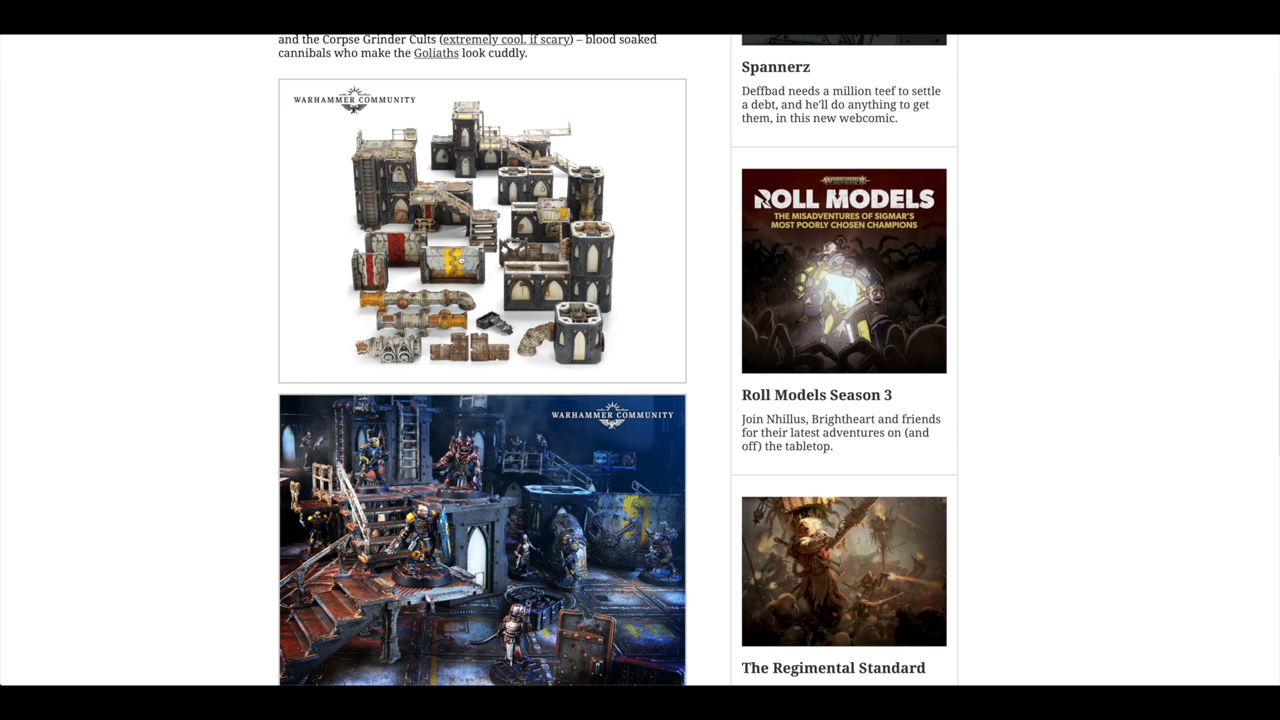 and the Corpse Grinder Cults (extremely cool, if scary) – blood soaked
cannibals who make the Goliaths look cuddly.
WARHAMMER COMMUNITY
WARHAMMER COMMUNITY
Spannerz
Deffbad needs a million teef to settle
a debt, and he'll do anything to get
them, in this new webcomic.
ROLL MODELS
THE MISADVENTURES OF SIGMAR'S
MOST POORLY CHOSEN CHAMPIONS
Roll Models Season 3
Join Nhillus, Brightheart and friends
for their latest adventures on (and
off) the tabletop.
The Regimental Standard